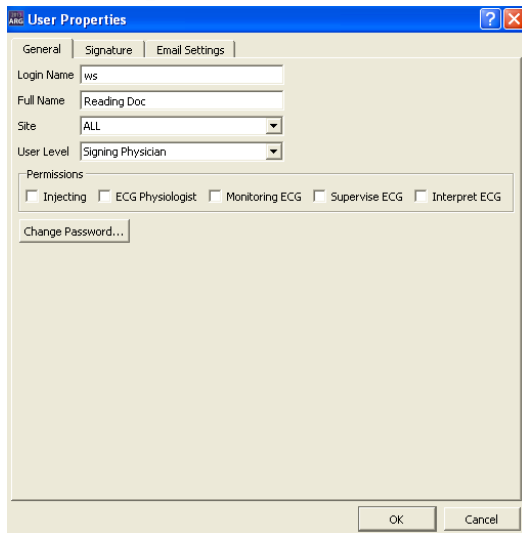 ARG User Properties
General Signature Email Settings
Login Name ws
Full Name Reading Doc
Site ALL
User Level Signing Physician
Permissions
Injecting ECG Physiologist Monitoring ECG Supervise ECG Interpret ECG
Change Password...
OK Cancel